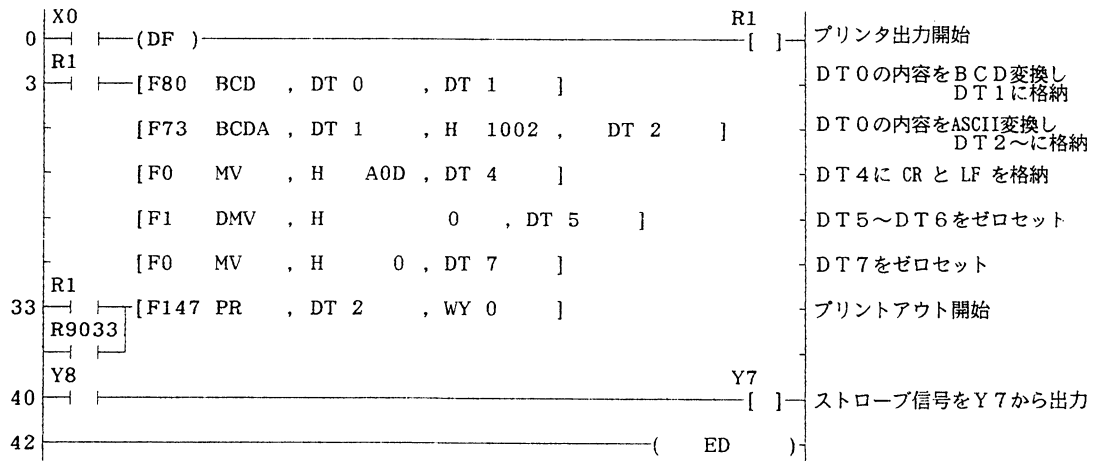 X0 R1
0 (DF ) [ ] プリンタ出力開始
R1
3 [F80 BCD , DT 0 , DT 1 ] DT0の内容をBCD変換し
DT1に格納
[F73 BCDA , DT 1 , H 1002 , DT 2 ] DT0の内容をASCII変換し
DT2～に格納
[F0 MV , H A0D , DT 4 ] DT4に CR と LF を格納
[F1 DMV , H 0 , DT 5 ] DT5～DT6をゼロセット
[F0 MV , H 0 , DT 7 ] DT7をゼロセット
R1
33 [F147 PR , DT 2 , WY 0 ] プリントアウト開始
R9033
Y8 Y7
40 [ ] ストローブ信号をY7から出力
42 ( ED )